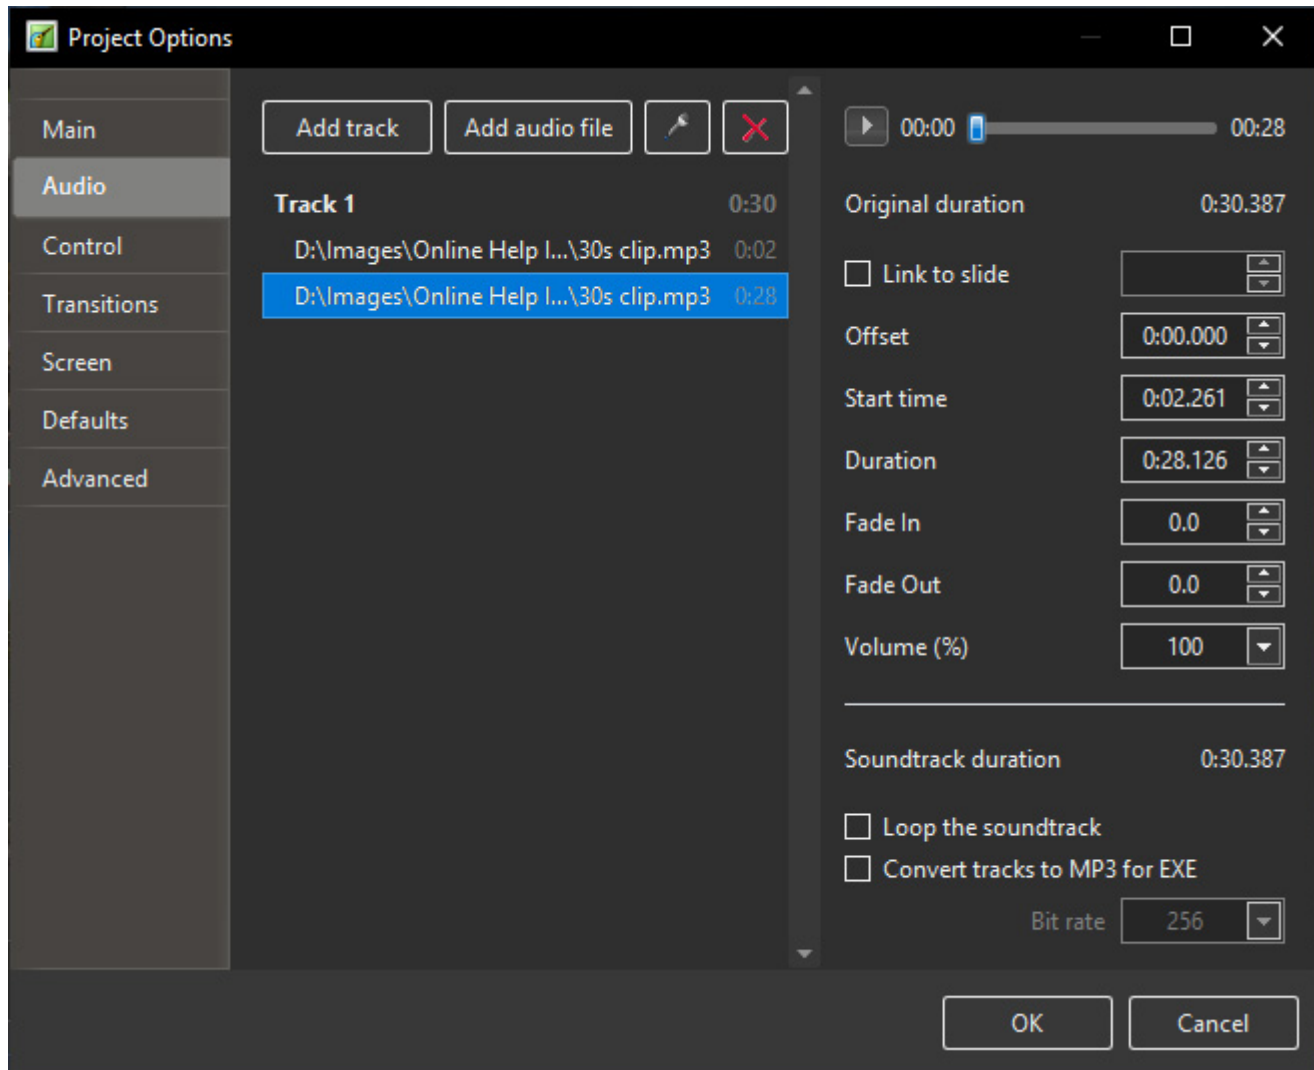 Project Options
Main
Audio
Control
Transitions
Screen
Defaults
Advanced
Add track Add audio file
Track 1 0:30
D:\Images\Online Help I...\30s clip.mp3 0:02
D:\Images\Online Help I...\30s clip.mp3 0:28
00:00 00:28
Original duration 0:30.387
Link to slide
Offset 0:00.000
Start time 0:02.261
Duration 0:28.126
Fade In 0.0
Fade Out 0.0
Volume (%) 100
Soundtrack duration 0:30.387
Loop the soundtrack
Convert tracks to MP3 for EXE
Bit rate 256
OK Cancel